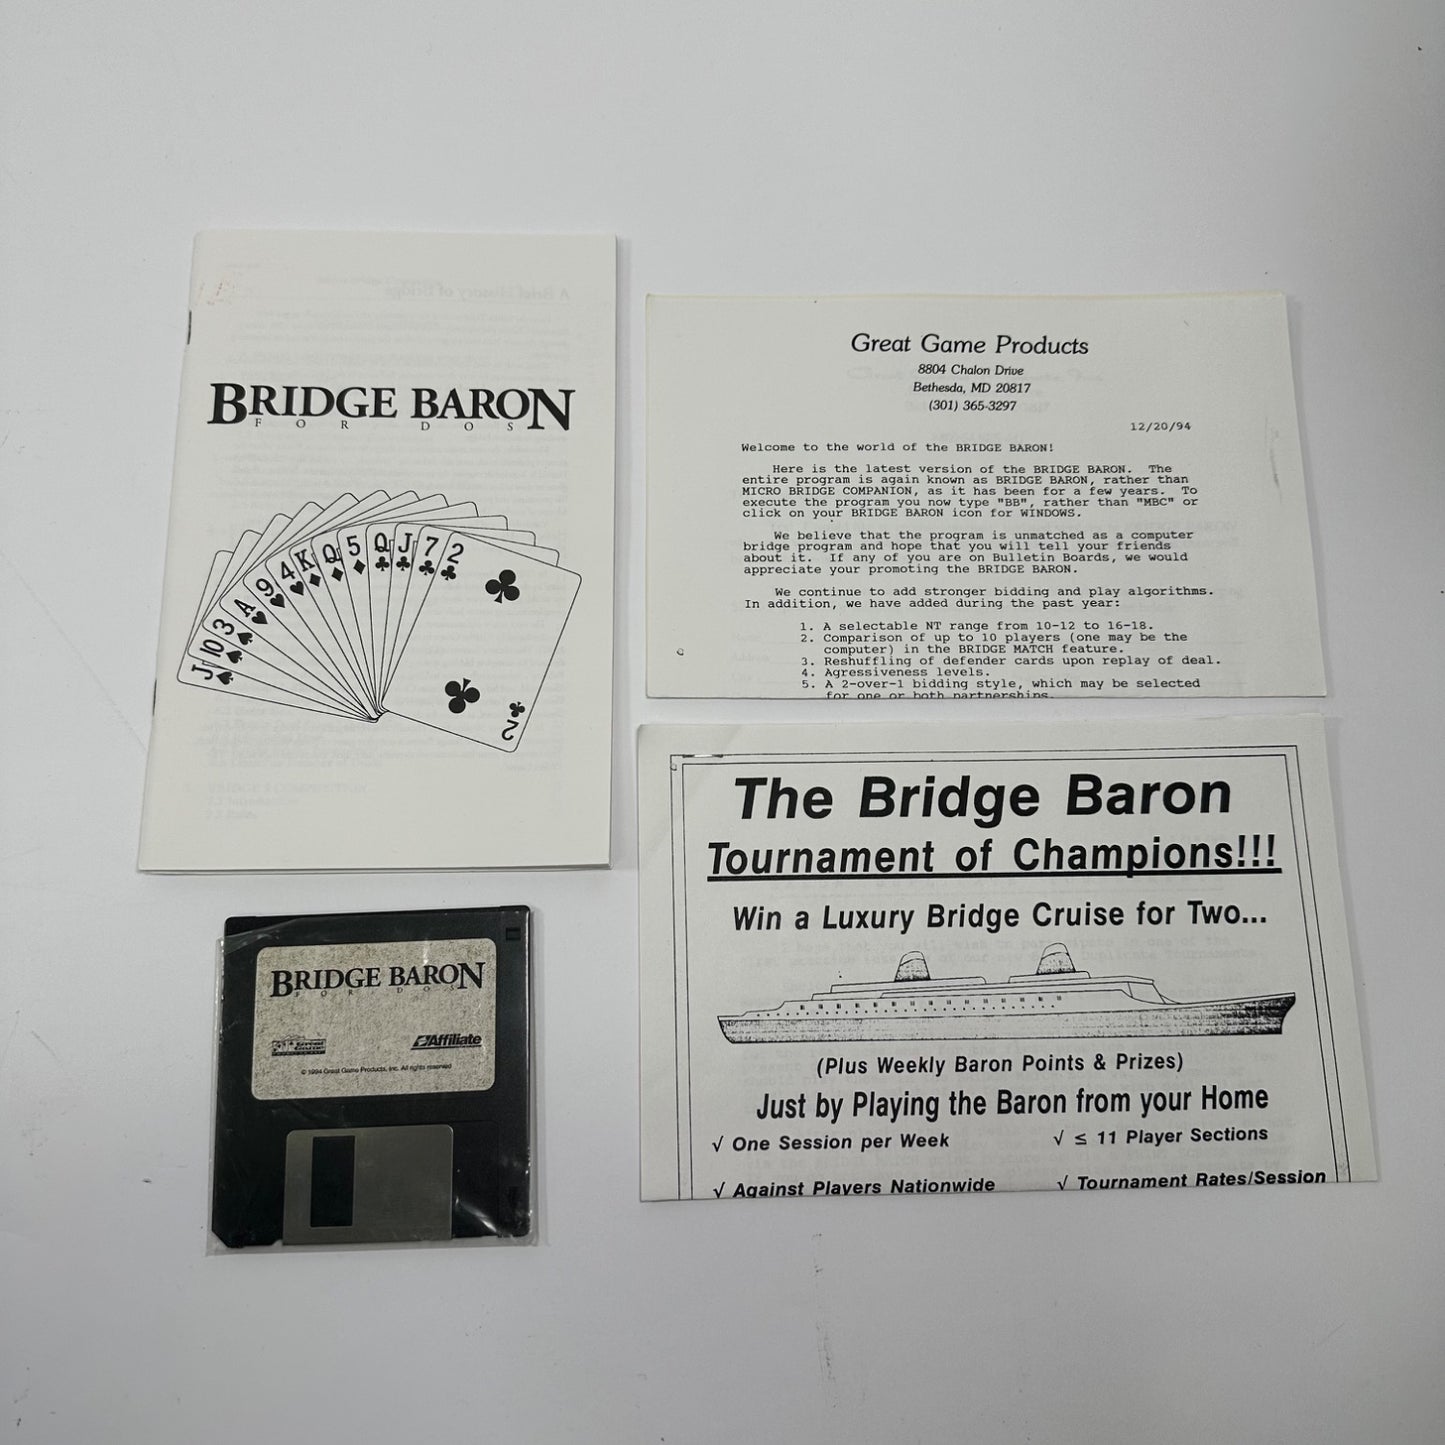 BRIDGE BARON
FOR DOS
J
10
3
A
9
4
K
Q
5
Q
J
7
2
2
Great Game Products
8804 Chalon Drive
Bethesda, MD 20817
(301) 365-3297
12/20/94
Welcome to the world of the BRIDGE BARON!
Here is the latest version of the BRIDGE BARON. The
entire program is again known as BRIDGE BARON, rather than
MICRO BRIDGE COMPANION, as it has been for a few years. To
execute the program you now type "BB", rather than "MBC" or
click on your BRIDGE BARON icon for WINDOWS.
We believe that the program is unmatched as a computer
bridge program and hope that you will tell your friends
about it. If any of you are on Bulletin Boards, we would
appreciate your promoting the BRIDGE BARON.
We continue to add stronger bidding and play algorithms.
In addition, we have added during the past year:
1. A selectable NT range from 10-12 to 16-18.
2. Comparison of up to 10 players (one may be the
computer) in the BRIDGE MATCH feature.
3. Reshuffling of defender cards upon replay of deal.
4. Agressiveness levels.
5. A 2-over-1 bidding style, which may be selected
for one or both partnerships.
The Bridge Baron
Tournament of Champions!!!
Win a Luxury Bridge Cruise for Two...
(Plus Weekly Baron Points & Prizes)
Just by Playing the Baron from your Home
√ One Session per Week
√ ≤ 11 Player Sections
√ Against Players Nationwide
√ Tournament Rates/Session
BRIDGE BARON
FOR DOS
Great Game
Affiliate
© 1994 Great Game Products, Inc. All rights reserved